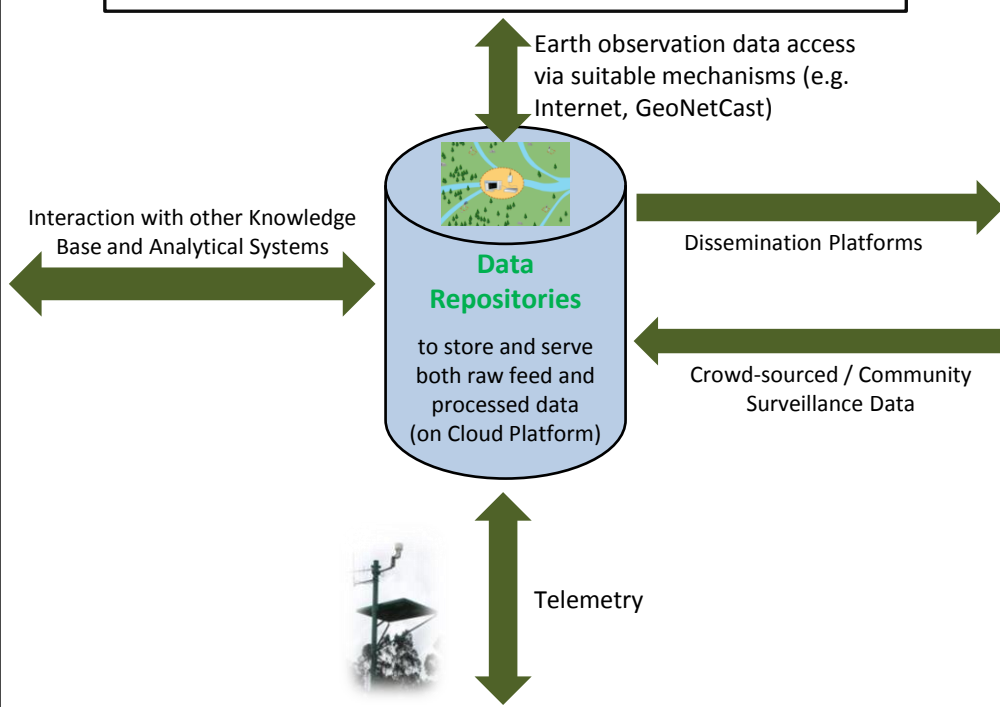 Earth observation data access
via suitable mechanisms (e.g.
Internet, GeoNetCast)
Interaction with other Knowledge
Base and Analytical Systems
Dissemination Platforms
Data
Repositories
to store and serve
both raw feed and
processed data
(on Cloud Platform)
Crowd-sourced / Community
Surveillance Data
Telemetry